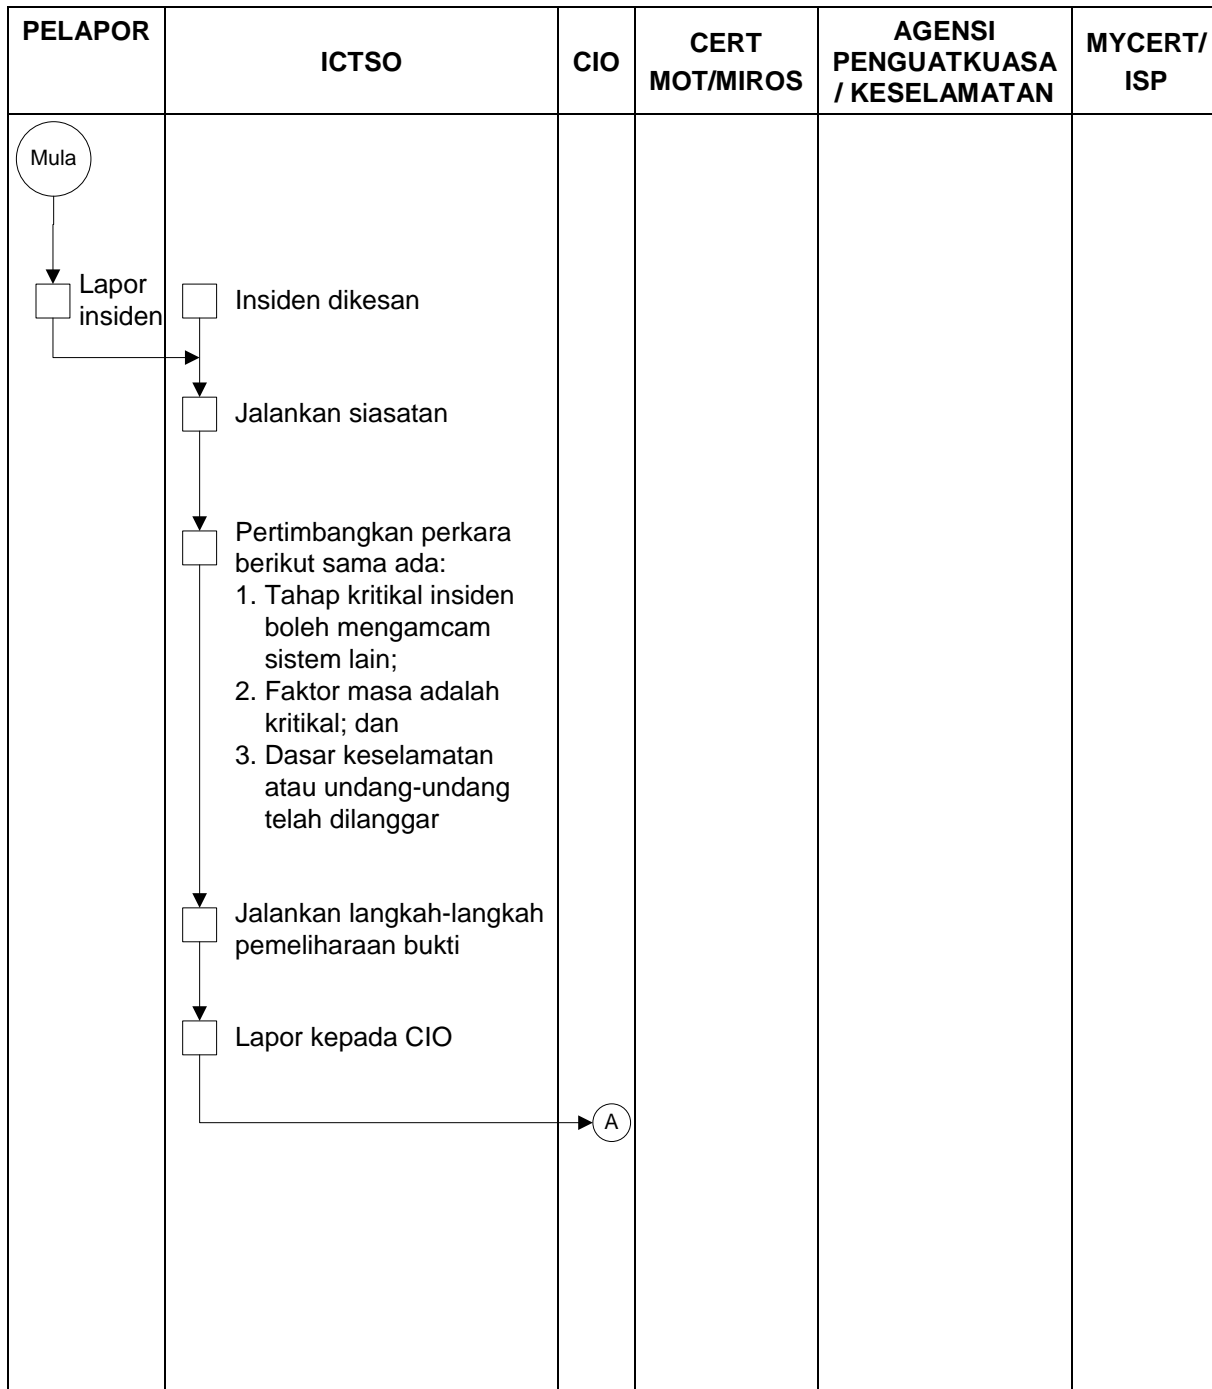 PELAPOR
ICTSO
CIO
CERT
MOT/MIROS
AGENSI
PENGUATKUASA
/ KESELAMATAN
MYCERT/
ISP
Mula
Lapor
insiden
Insiden dikesan
Jalankan siasatan
Pertimbangkan perkara
berikut sama ada:
1. Tahap kritikal insiden
boleh mengamcam
sistem lain;
2. Faktor masa adalah
kritikal; dan
3. Dasar keselamatan
atau undang-undang
telah dilanggar
Jalankan langkah-langkah
pemeliharaan bukti
Lapor kepada CIO
A